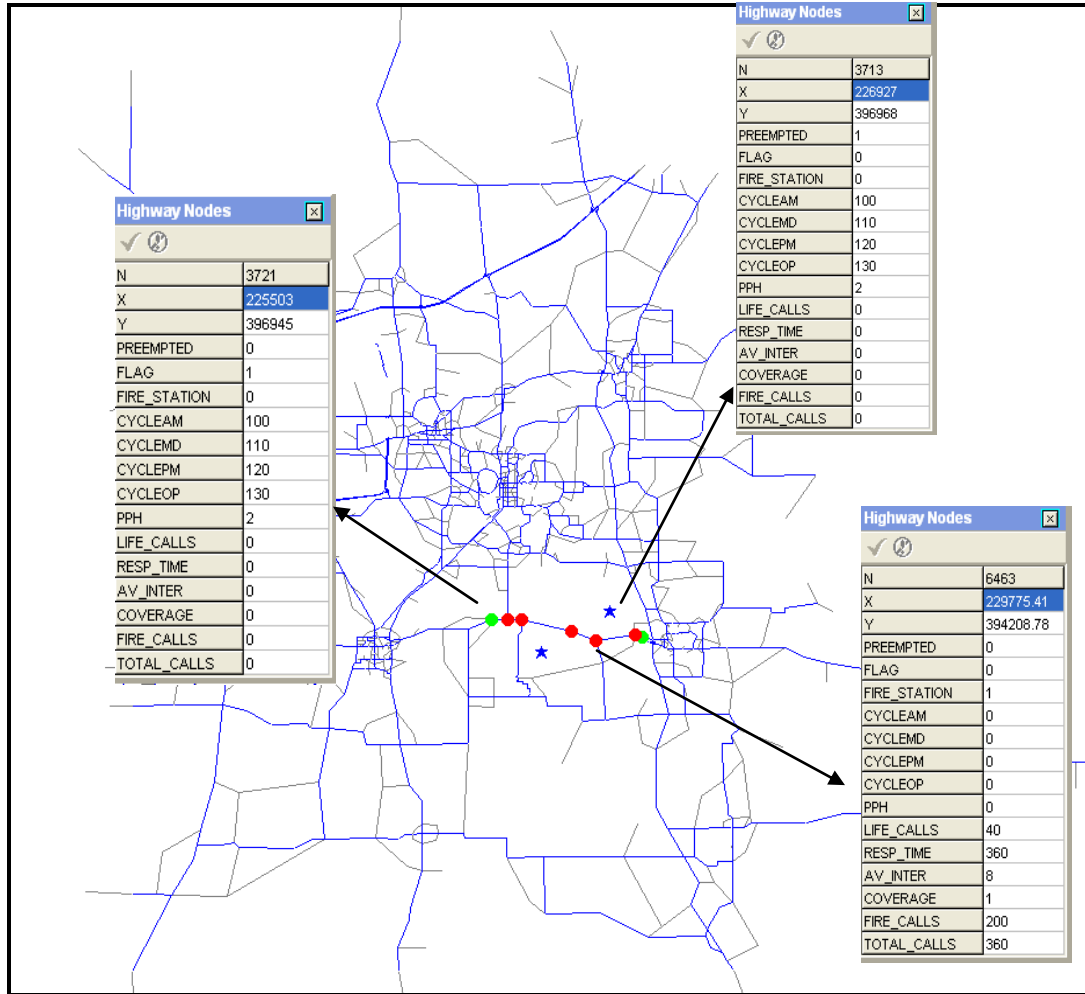 Highway Nodes
N 3713
X 226927
Y 396968
PREEMPTED 1
FLAG 0
FIRE_STATION 0
CYCLEAM 100
CYCLEMD 110
CYCLEPM 120
CYCLEOP 130
PPH 2
LIFE_CALLS 0
RESP_TIME 0
AV_INTER 0
COVERAGE 0
FIRE_CALLS 0
TOTAL_CALLS 0
Highway Nodes
N 3721
X 225503
Y 396945
PREEMPTED 0
FLAG 1
FIRE_STATION 0
CYCLEAM 100
CYCLEMD 110
CYCLEPM 120
CYCLEOP 130
PPH 2
LIFE_CALLS 0
RESP_TIME 0
AV_INTER 0
COVERAGE 0
FIRE_CALLS 0
TOTAL_CALLS 0
Highway Nodes
N 6463
X 229775.41
Y 394208.78
PREEMPTED 0
FLAG 0
FIRE_STATION 1
CYCLEAM 0
CYCLEMD 0
CYCLEPM 0
CYCLEOP 0
PPH 0
LIFE_CALLS 40
RESP_TIME 360
AV_INTER 8
COVERAGE 1
FIRE_CALLS 200
TOTAL_CALLS 360